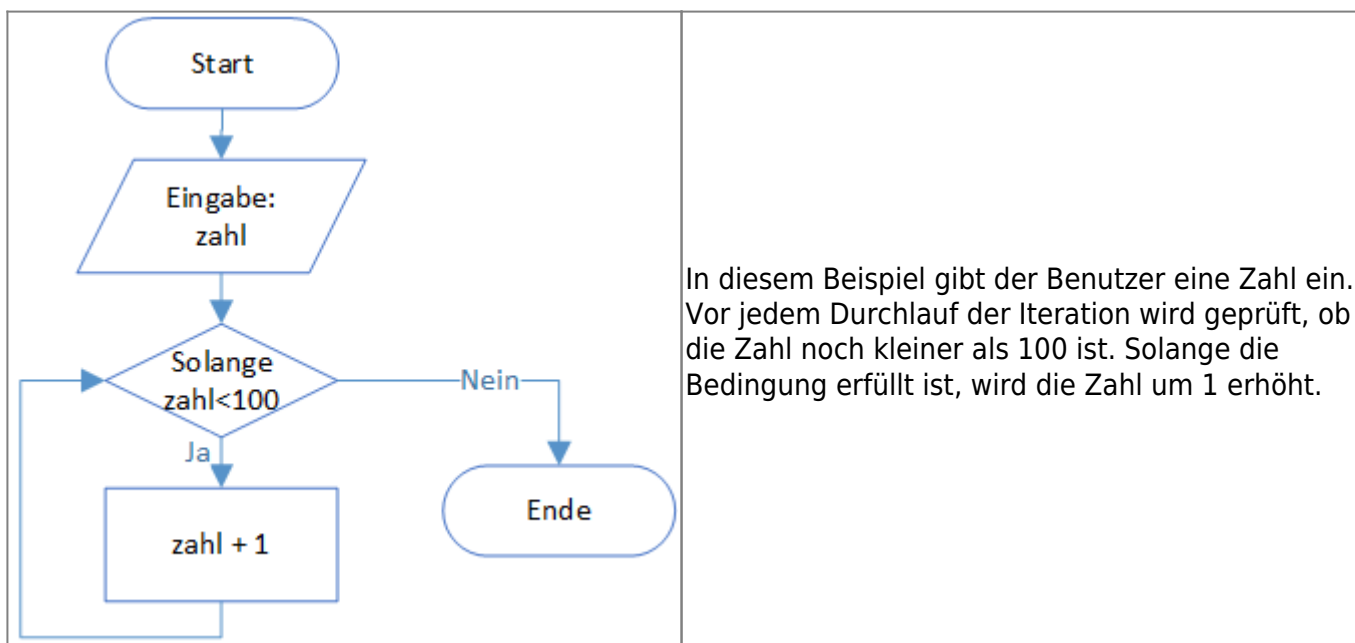 Start
Eingabe:
zahl
Solange
zahl<100
Nein
Ja
zahl + 1
Ende
In diesem Beispiel gibt der Benutzer eine Zahl ein.
Vor jedem Durchlauf der Iteration wird geprüft, ob
die Zahl noch kleiner als 100 ist. Solange die
Bedingung erfüllt ist, wird die Zahl um 1 erhöht.